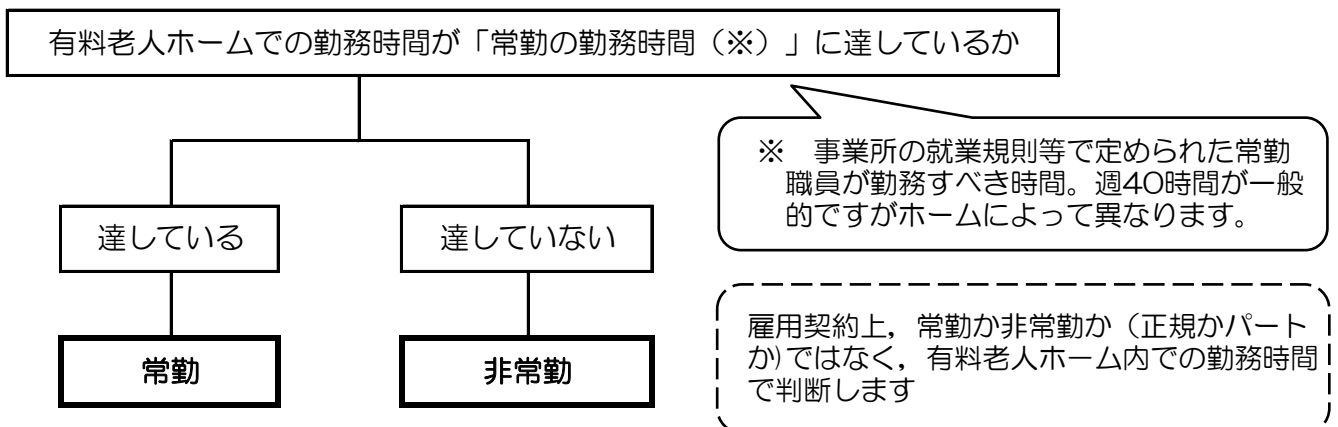 有料老人ホームでの勤務時間が「常勤の勤務時間（※）」に達しているか
※　事業所の就業規則等で定められた常勤
職員が勤務すべき時間。週40時間が一般
的ですがホームによって異なります。
達している
達していない
雇用契約上，常勤か非常勤か（正規かパート
か)ではなく，有料老人ホーム内での勤務時間
で判断します
常勤
非常勤